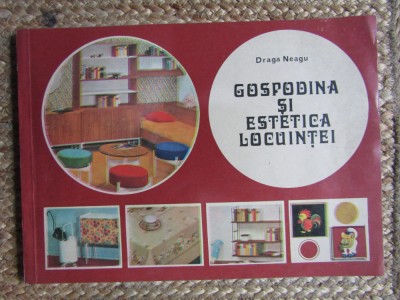 Draga Neagu
GOSPODINA
ȘI
ESTETICA
LOCUINȚEI